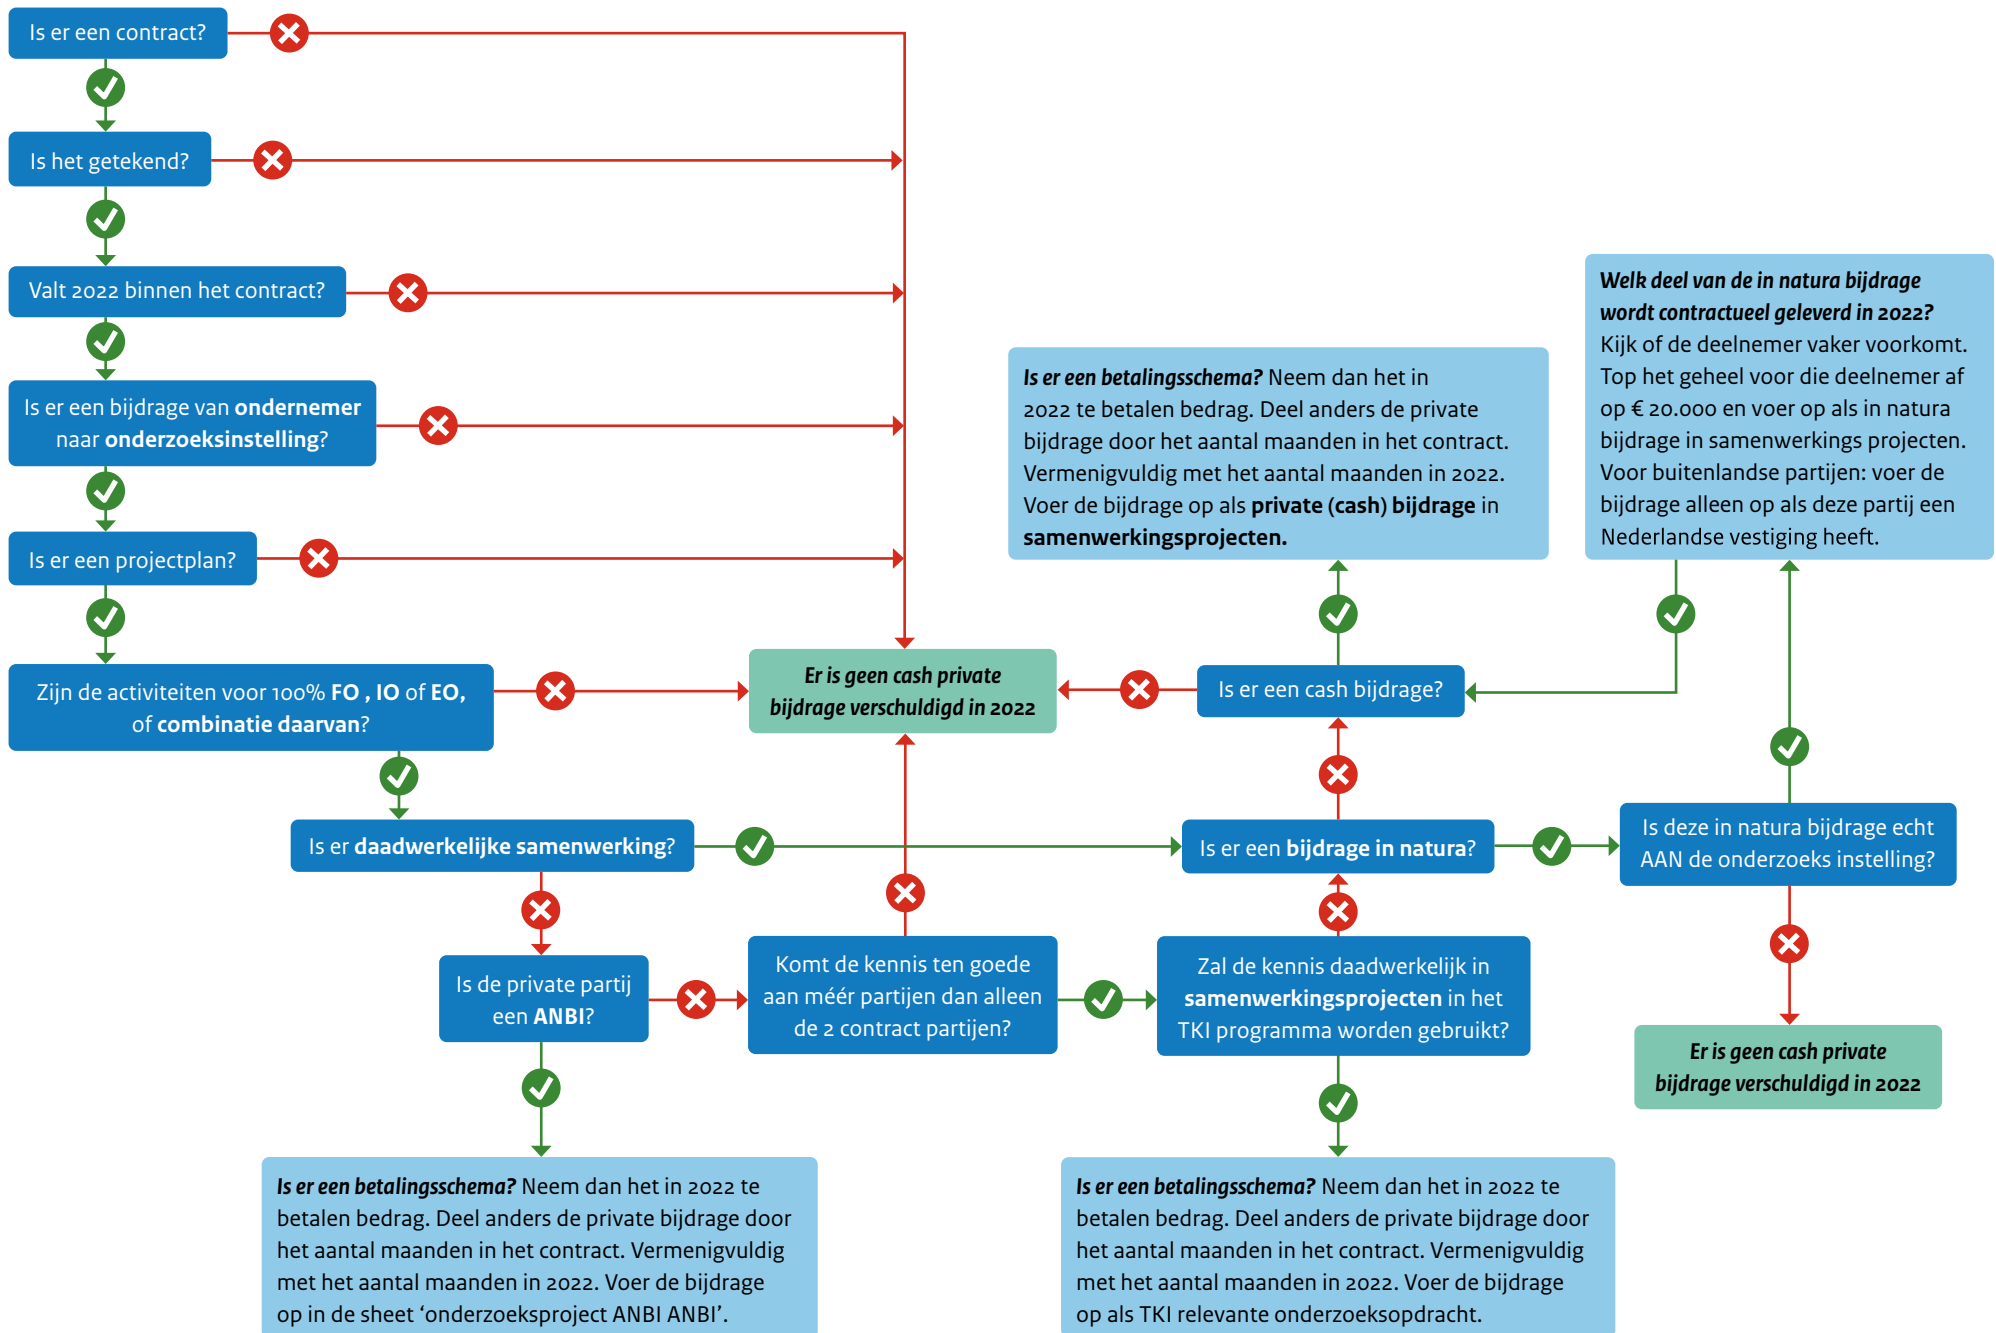 Is er een contract?
Is het getekend?
Valt 2022 binnen het contract?
Is er een bijdrage van ondernemer
naar onderzoeksinstelling?
Is er een projectplan?
Zijn de activiteiten voor 100% FO , IO of EO,
of combinatie daarvan?
Er is geen cash private
bijdrage verschuldigd in 2022
Is er een cash bijdrage?
Is er een betalingsschema? Neem dan het in
2022 te betalen bedrag. Deel anders de private
bijdrage door het aantal maanden in het contract.
Vermenigvuldig met het aantal maanden in 2022.
Voer de bijdrage op als private (cash) bijdrage in
samenwerkingsprojecten.
Welk deel van de in natura bijdrage
wordt contractueel geleverd in 2022?
Kijk of de deelnemer vaker voorkomt.
Top het geheel voor die deelnemer af
op € 20.000 en voer op als in natura
bijdrage in samenwerkings projecten.
Voor buitenlandse partijen: voer de
bijdrage alleen op als deze partij een
Nederlandse vestiging heeft.
Is er daadwerkelijke samenwerking?
Is er een bijdrage in natura?
Is deze in natura bijdrage echt
AAN de onderzoeks instelling?
Is de private partij
een ANBI?
Komt de kennis ten goede
aan méér partijen dan alleen
de 2 contract partijen?
Zal de kennis daadwerkelijk in
samenwerkingsprojecten in het
TKI programma worden gebruikt?
Er is geen cash private
bijdrage verschuldigd in 2022
Is er een betalingsschema? Neem dan het in 2022 te
betalen bedrag. Deel anders de private bijdrage door
het aantal maanden in het contract. Vermenigvuldig
met het aantal maanden in 2022. Voer de bijdrage
op in de sheet ‘onderzoeksproject ANBI ANBI’.
Is er een betalingsschema? Neem dan het in 2022 te
betalen bedrag. Deel anders de private bijdrage door
het aantal maanden in het contract. Vermenigvuldig
met het aantal maanden in 2022. Voer de bijdrage
op als TKI relevante onderzoeksopdracht.